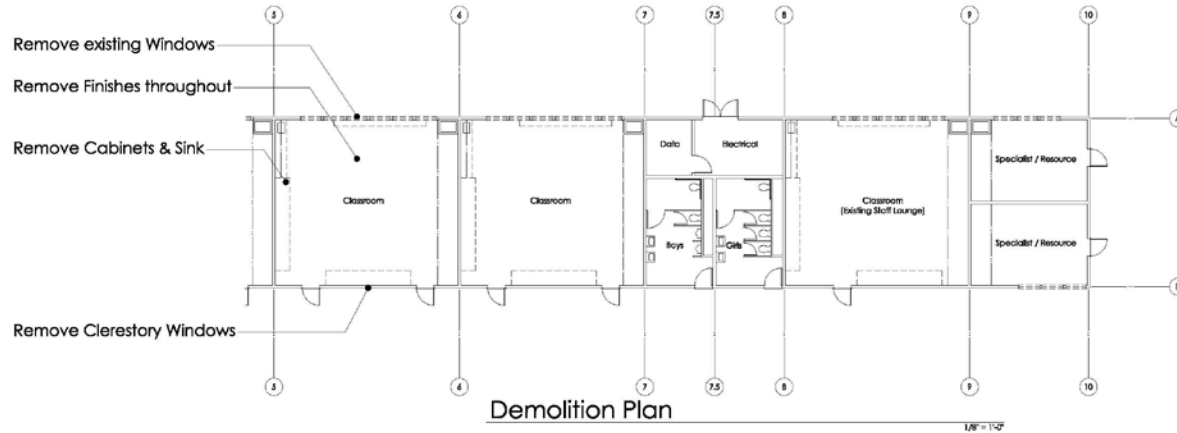 5 6 7 7.5 8 9 10
Remove existing Windows
Remove Finishes throughout
A
Remove Cabinets & Sink
Data Electrical
Specialist / Resource
Classroom Classroom Classroom
[Existing Staff Lounge]
Boys Girls
Specialist / Resource
Remove Clerestory Windows
5 6 7 7.5 8 9 10
Demolition Plan
1/8" = 1'-0"